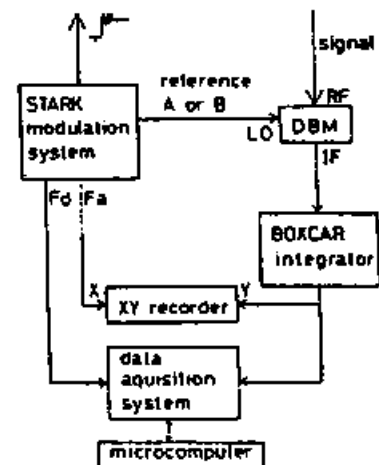 signal
reference
A or B
STARK
modulation
system
RF
LO
DBM
IF
Fd Fa
BOXCAR
integrator
X
Y
XY recorder
data
aquisition
system
microcomputer